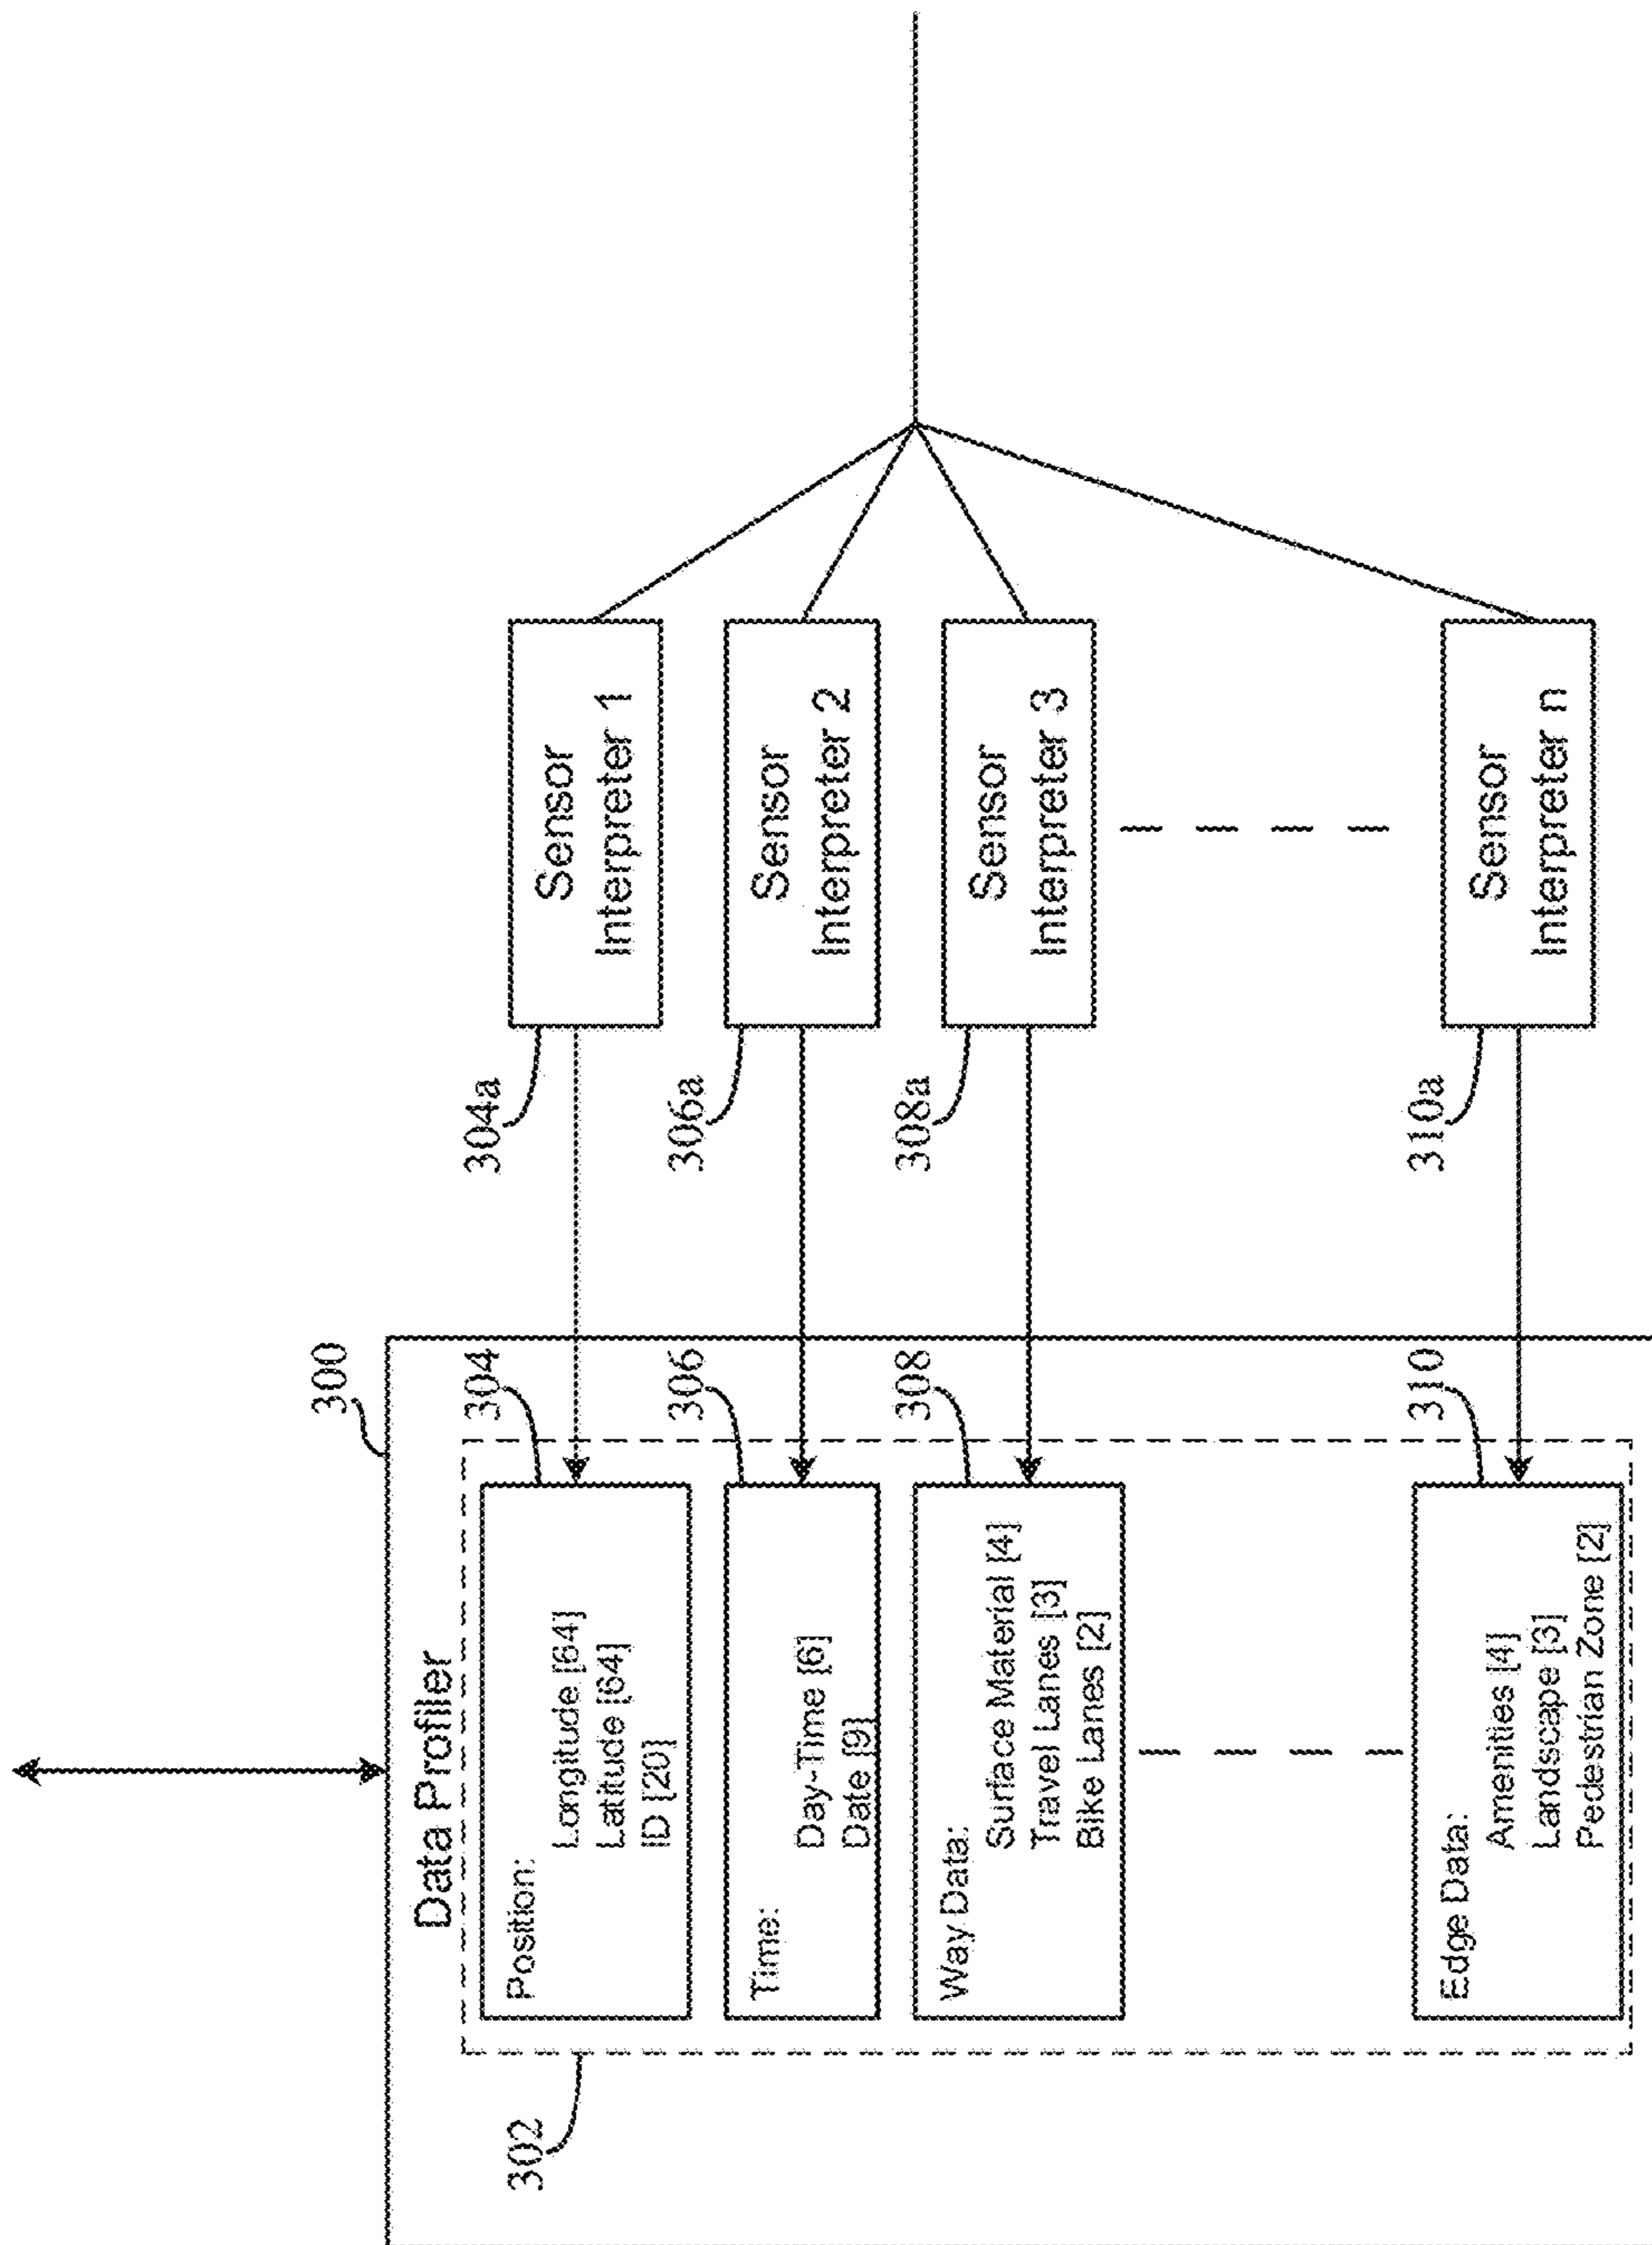 300
Data Profiler
302
304
Position:
Longitude [64]
Latitude [64]
ID [20]
304a
Sensor
Interpreter 1
306
Time:
Day-Time [6]
Date [9]
306a
Sensor
Interpreter 2
308
Way Data:
Surface Material [4]
Travel Lanes [3]
Bike Lanes [2]
308a
Sensor
Interpreter 3
310
Edge Data:
Amenities [4]
Landscape [3]
Pedestrian Zone [2]
310a
Sensor
Interpreter n